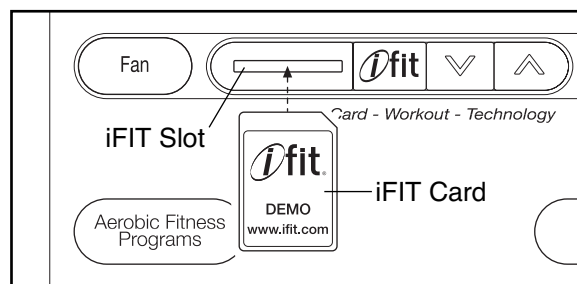 Fan
ifit
iFIT Slot
Card - Workout - Technology
ifit®
iFIT Card
DEMO
www.ifit.com
Aerobic Fitness
Programs